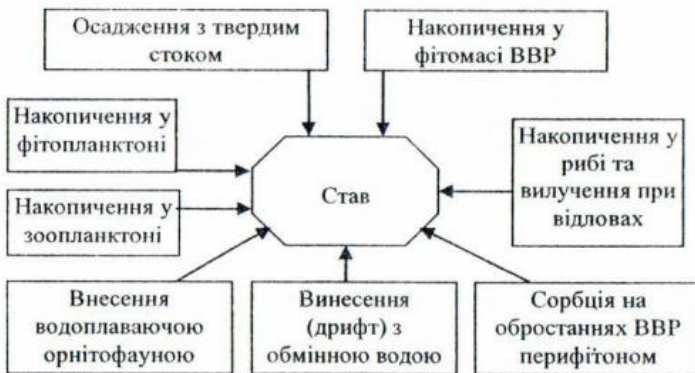 Осадження з твердим
стоком
Накопичення у
фітомасі ВВР
Накопичення у
фітопланктоні
Накопичення у
зоопланктоні
Став
Накопичення у
рибі та
вилучення при
відловах
Внесення
водоплаваючою
орнітофауною
Винесення
(дрифт) з
обмінною водою
Сорбція на
обростаннях ВВР
перифітоном